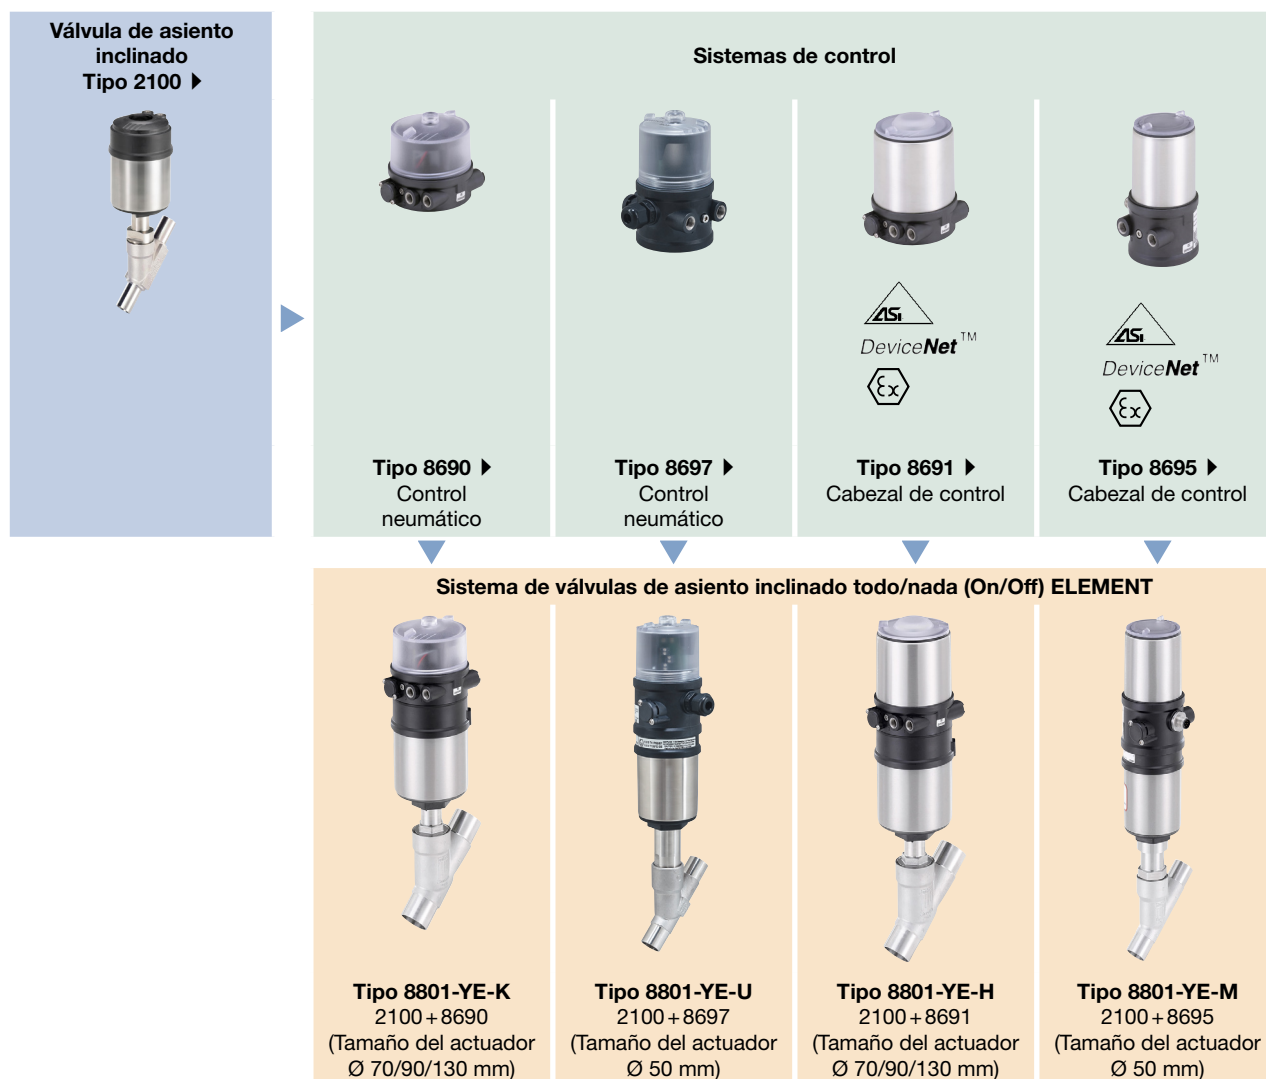 Válvula de asiento
inclinado
Tipo 2100
Sistemas de control
ASi
DeviceNet™
Ex
ASi
DeviceNet™
Ex
Tipo 8690
Control
neumático
Tipo 8697
Control
neumático
Tipo 8691
Cabezal de control
Tipo 8695
Cabezal de control
Sistema de válvulas de asiento inclinado todo/nada (On/Off) ELEMENT
Tipo 8801-YE-K
2100+8690
(Tamaño del actuador
Ø 70/90/130 mm)
Tipo 8801-YE-U
2100+8697
(Tamaño del actuador
Ø 50 mm)
Tipo 8801-YE-H
2100+8691
(Tamaño del actuador
Ø 70/90/130 mm)
Tipo 8801-YE-M
2100+8695
(Tamaño del actuador
Ø 50 mm)